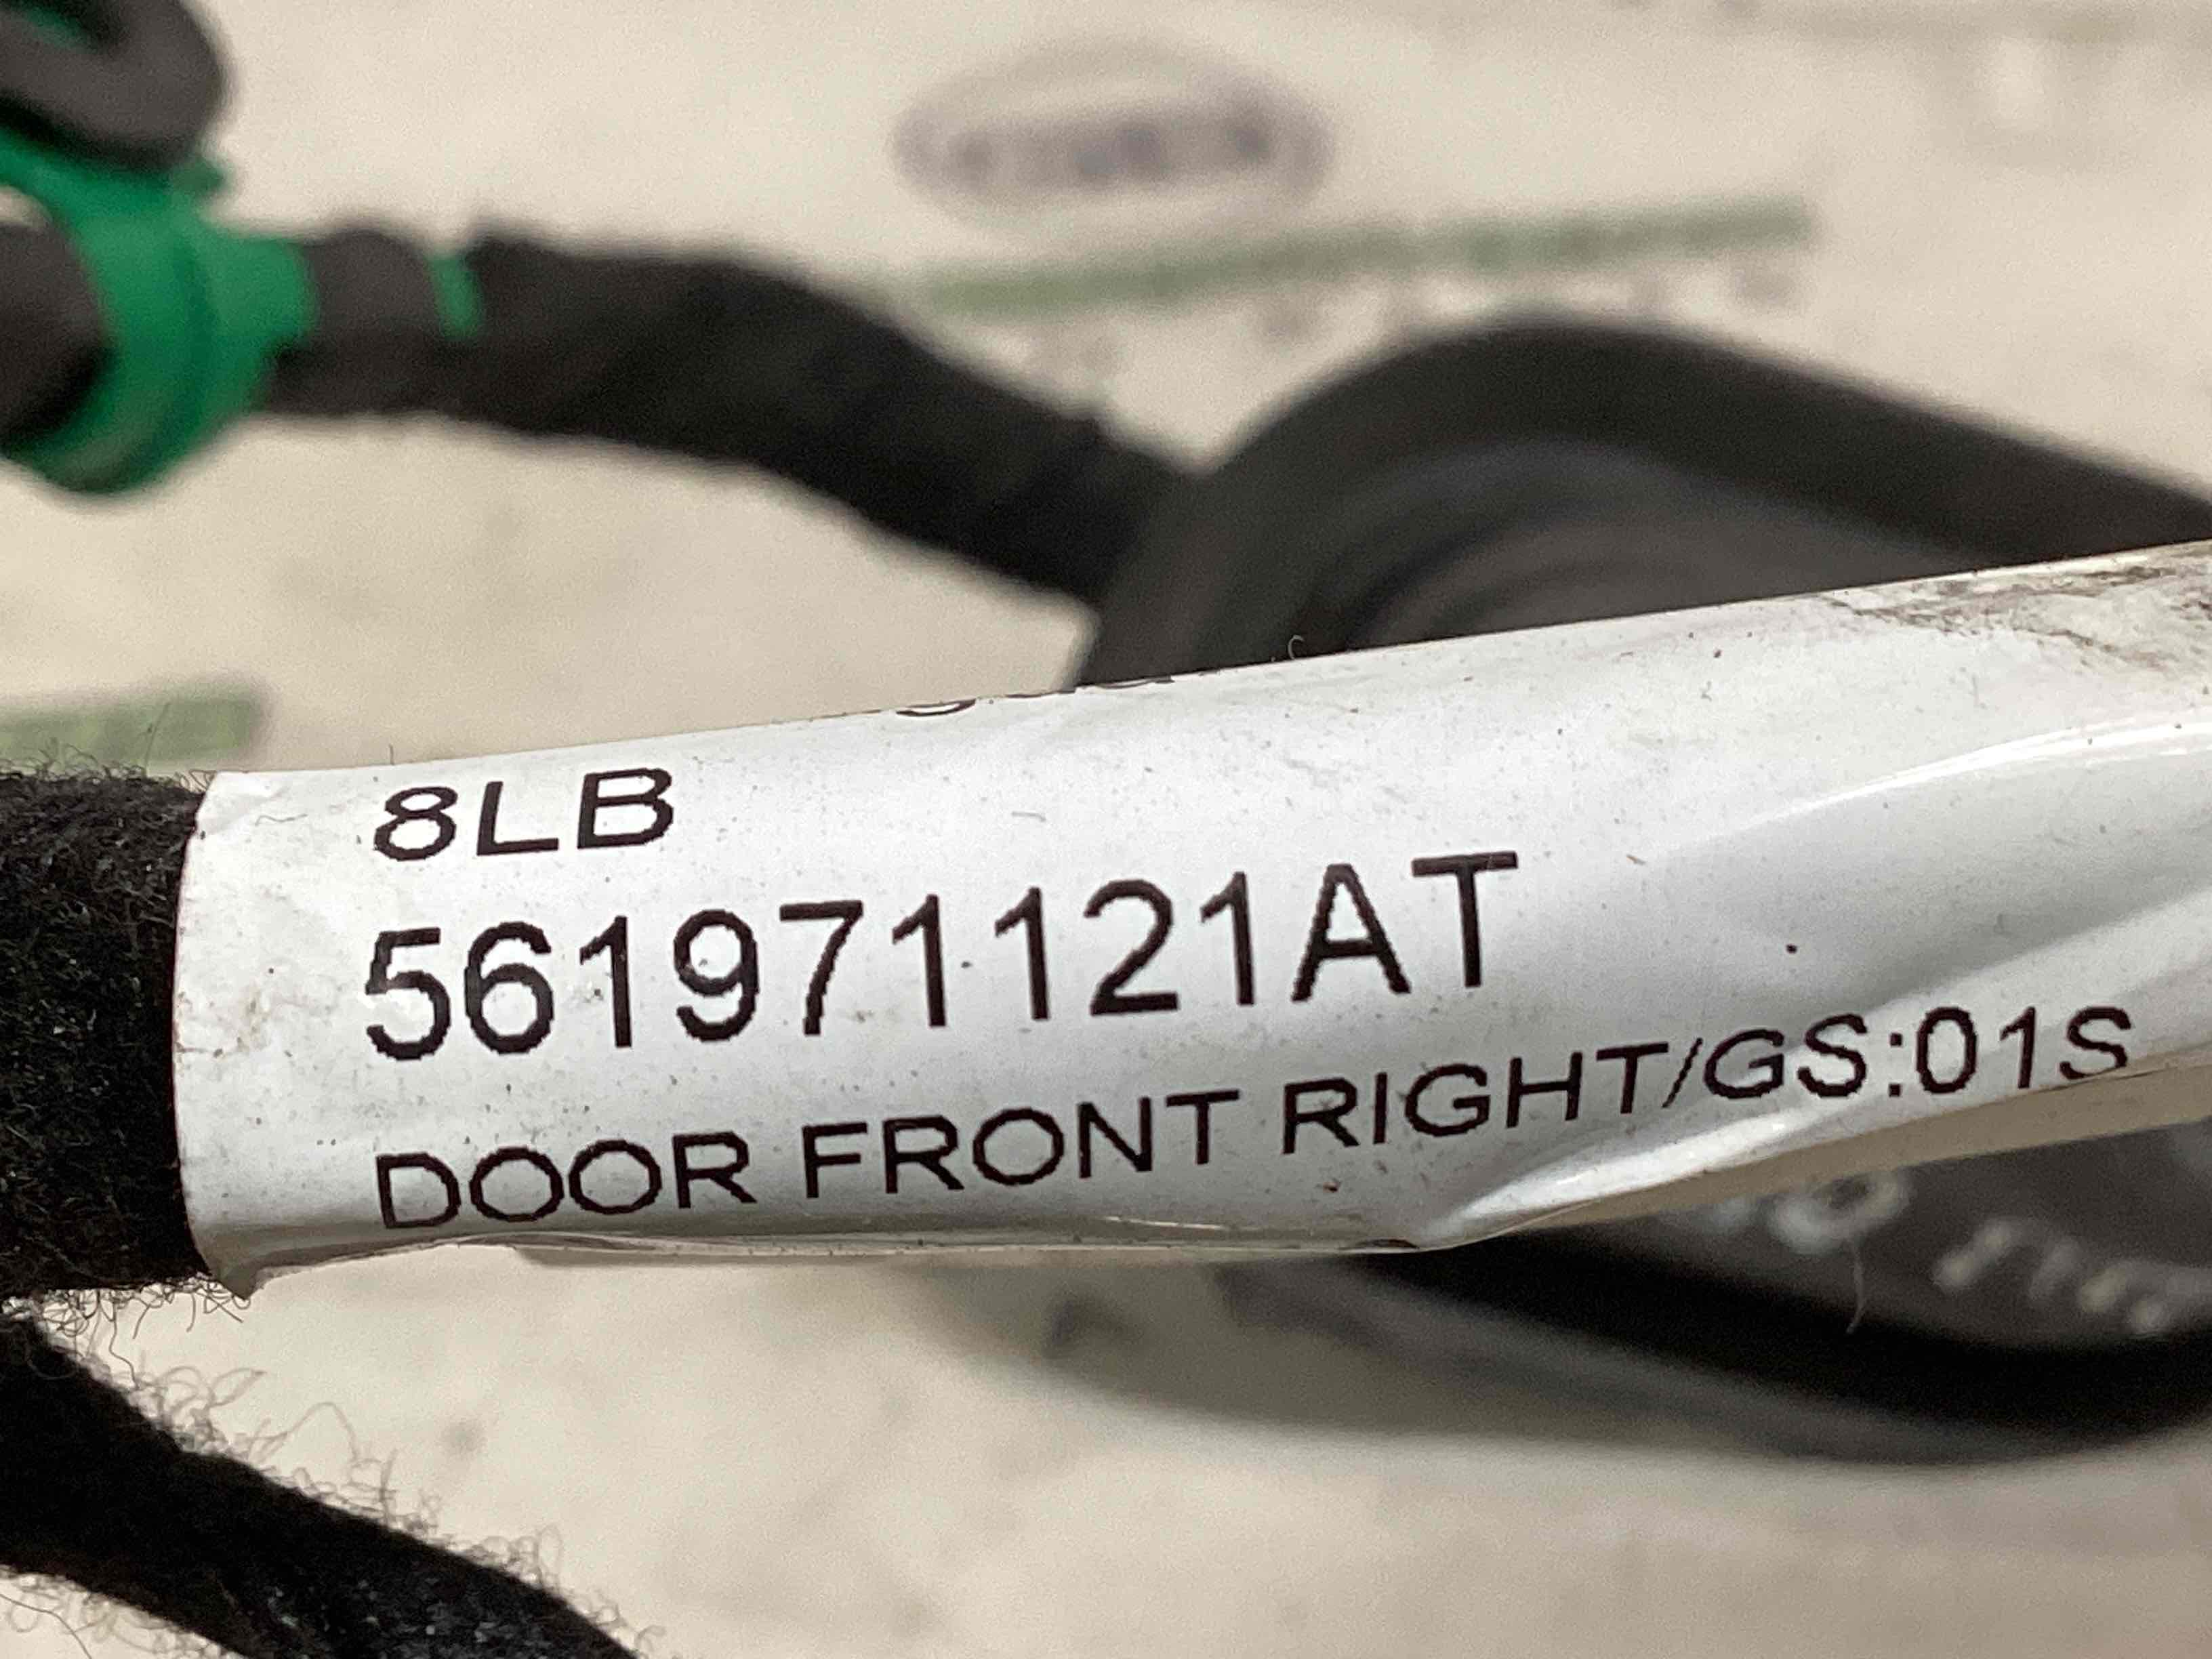 8LB
561971121AT
DOOR FRONT RIGHT/GS:01S